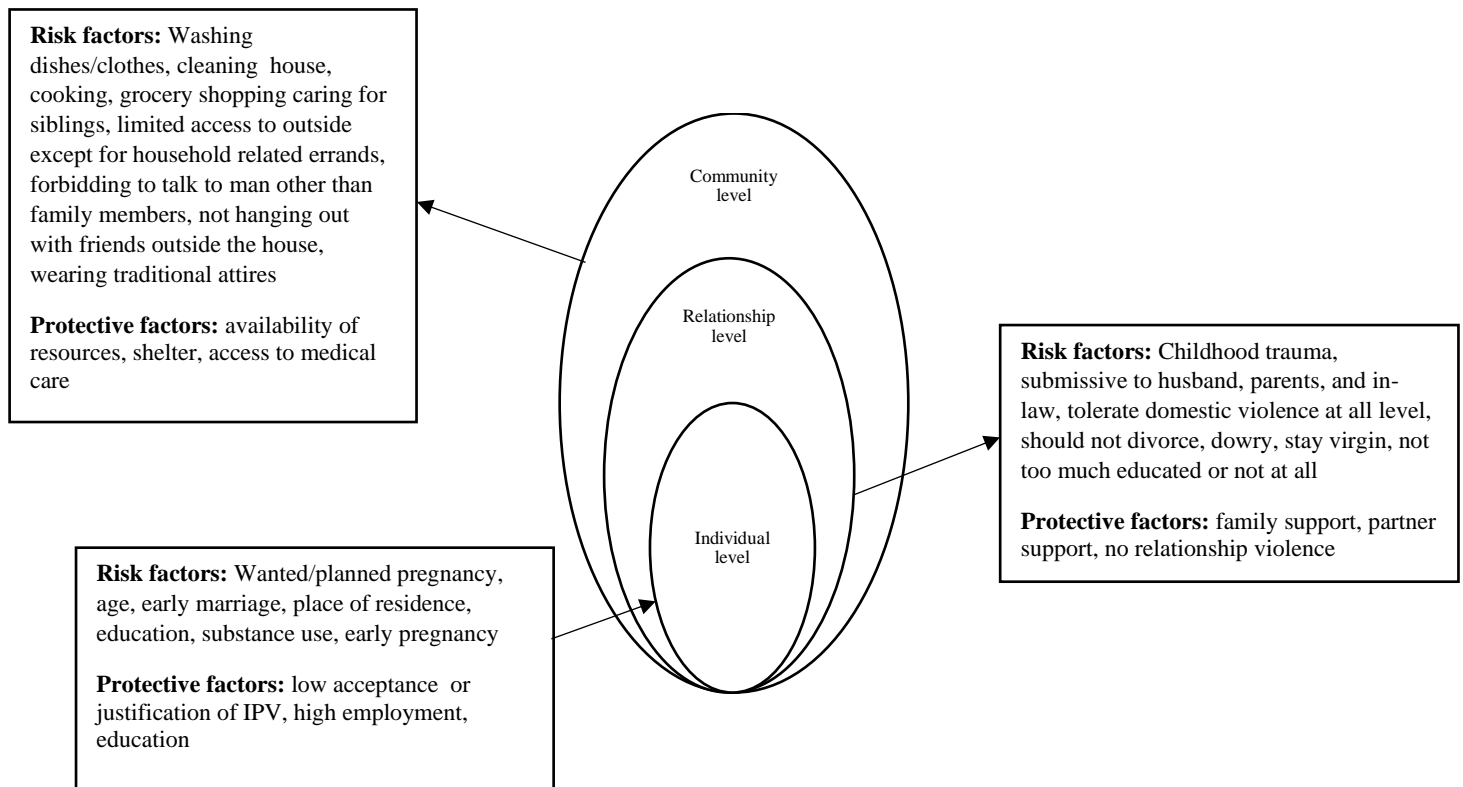 Risk factors: Washing
dishes/clothes, cleaning  house,
cooking, grocery shopping caring for
siblings, limited access to outside
except for household related errands,
forbidding to talk to man other than
family members, not hanging out
with friends outside the house,
wearing traditional attires
Protective factors: availability of
resources, shelter, access to medical
care
Community
level
Relationship
level
Individual
level
Risk factors: Childhood trauma,
submissive to husband, parents, and in-
law, tolerate domestic violence at all level,
should not divorce, dowry, stay virgin, not
too much educated or not at all
Protective factors: family support, partner
support, no relationship violence
Risk factors: Wanted/planned pregnancy,
age, early marriage, place of residence,
education, substance use, early pregnancy
Protective factors: low acceptance  or
justification of IPV, high employment,
education